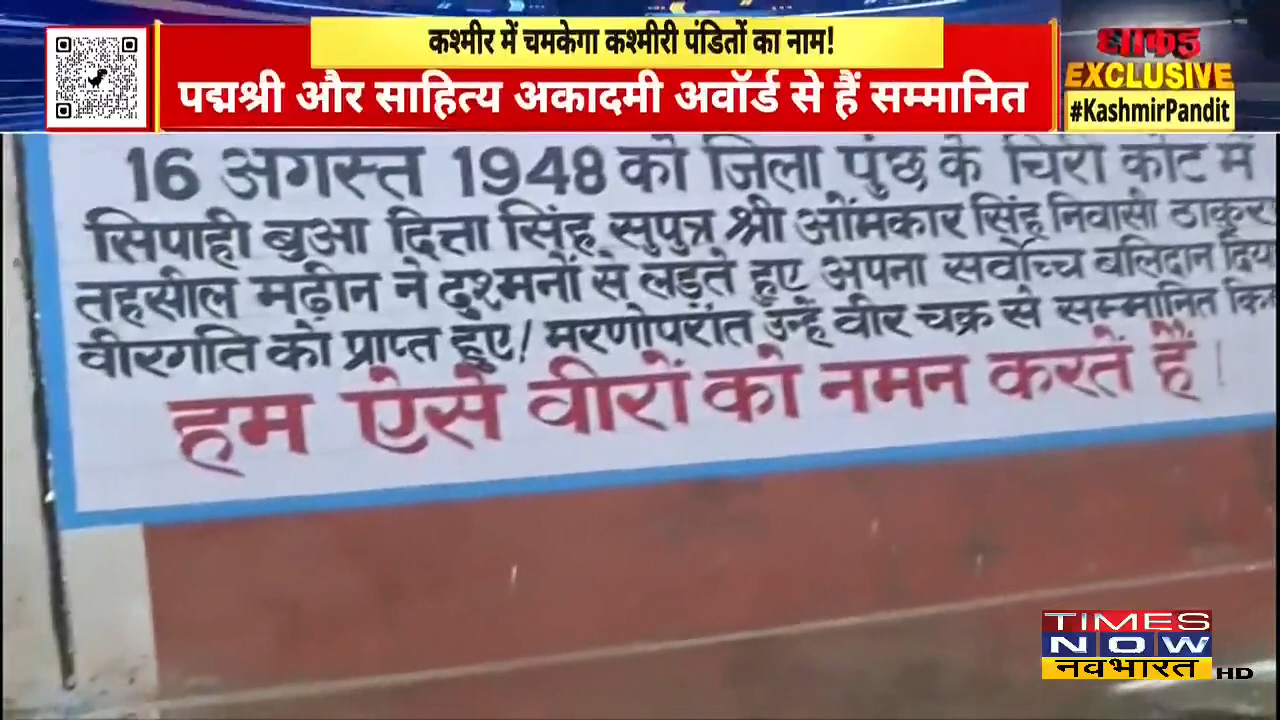 कश्मीर में चमकेगा कश्मीरी पंडितों का नाम!
पद्मश्री और साहित्य अकादमी अवॉर्ड से हैं सम्मानित
धाकड़
EXCLUSIVE
#KashmirPandit
16 अगस्त 1948 को जिला पुंछ के चिरी कोट में
सिपाही बुआ दित्ता सिंह सुपुत्र श्री ओंमकार सिंह निवासी ठाकुर
तहसील मढ़ीन ने दुश्मनों से लड़ते हुए अपना सर्वोच्च बलिदान दिया
वीरगति को प्राप्त हुए/ मरणोपरांत उन्हें वीर चक्र से सम्मानित
हम ऐसे वीरों को नमन करतें हैं।
TIMES
NOW
नवभारत HD